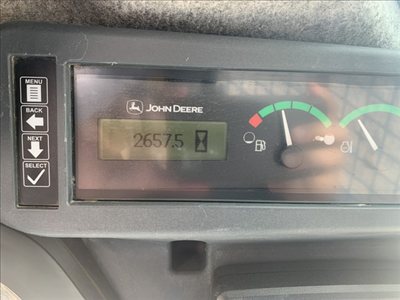 MENU
BACK
NEXT
SELECT
JOHN DEERE
2657.5